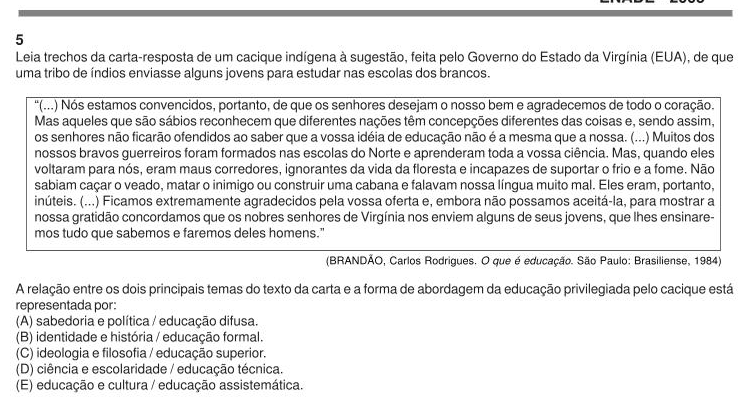 5
Leia trechos da carta-resposta de um cacique indígena à sugestão, feita pelo Governo do Estado da Virgínia (EUA), de que
uma tribo de índios enviasse alguns jovens para estudar nas escolas dos brancos.
“(...) Nós estamos convencidos, portanto, de que os senhores desejam o nosso bem e agradecemos de todo o coração.
Mas aqueles que são sábios reconhecem que diferentes nações têm concepções diferentes das coisas e, sendo assim,
os senhores não ficarão ofendidos ao saber que a vossa idéia de educação não é a mesma que a nossa. (...) Muitos dos
nossos bravos guerreiros foram formados nas escolas do Norte e aprenderam toda a vossa ciência. Mas, quando eles
voltaram para nós, eram maus corredores, ignorantes da vida da floresta e incapazes de suportar o frio e a fome. Não
sabiam caçar o veado, matar o inimigo ou construir uma cabana e falavam nossa língua muito mal. Eles eram, portanto,
inúteis. (...) Ficamos extremamente agradecidos pela vossa oferta e, embora não possamos aceitá-la, para mostrar a
nossa gratidão concordamos que os nobres senhores de Virgínia nos enviem alguns de seus jovens, que lhes ensinare-
mos tudo que sabemos e faremos deles homens.”
(BRANDÃO, Carlos Rodrigues. O que é educação. São Paulo: Brasiliense, 1984)
A relação entre os dois principais temas do texto da carta e a forma de abordagem da educação privilegiada pelo cacique está
representada por:
(A) sabedoria e política / educação difusa.
(B) identidade e história / educação formal.
(C) ideologia e filosofia / educação superior.
(D) ciência e escolaridade / educação técnica.
(E) educação e cultura / educação assistemática.